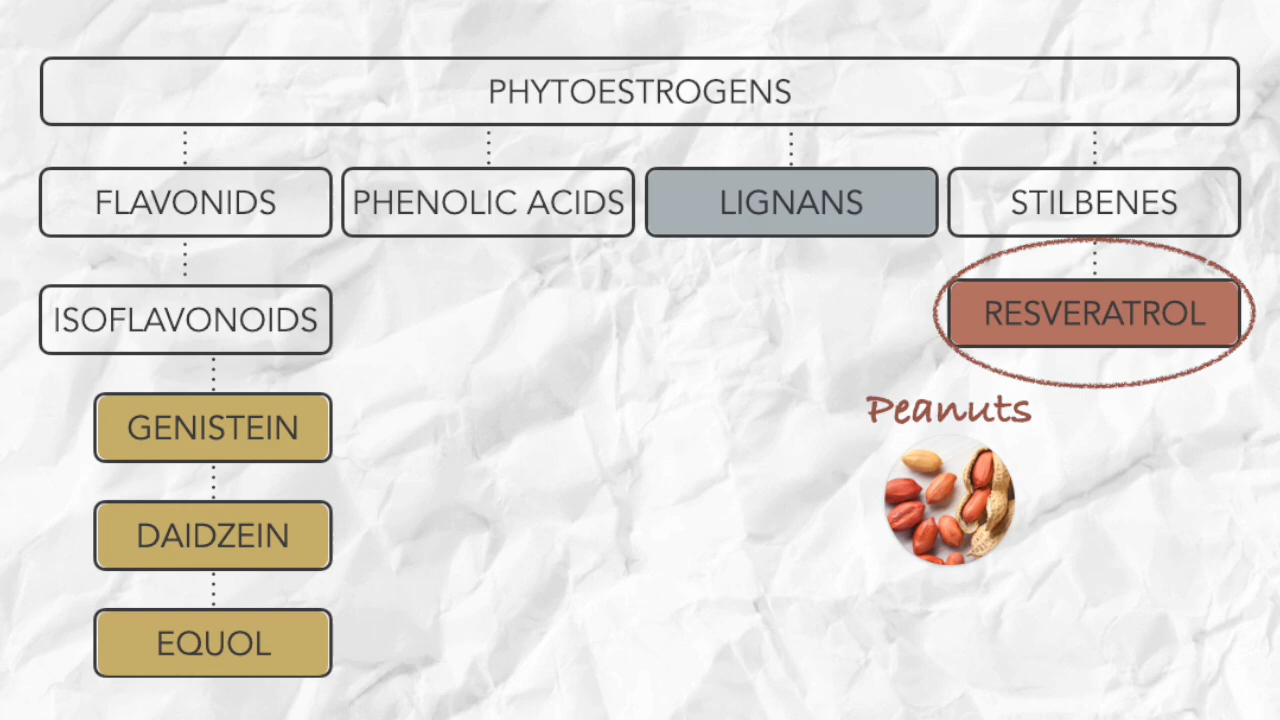 PHYTOESTROGENS
FLAVONIDS
PHENOLIC ACIDS
LIGNANS
STILBENES
ISOFLAVONOIDS
RESVERATROL
Peanuts
GENISTEIN
DAIDZEIN
EQUOL